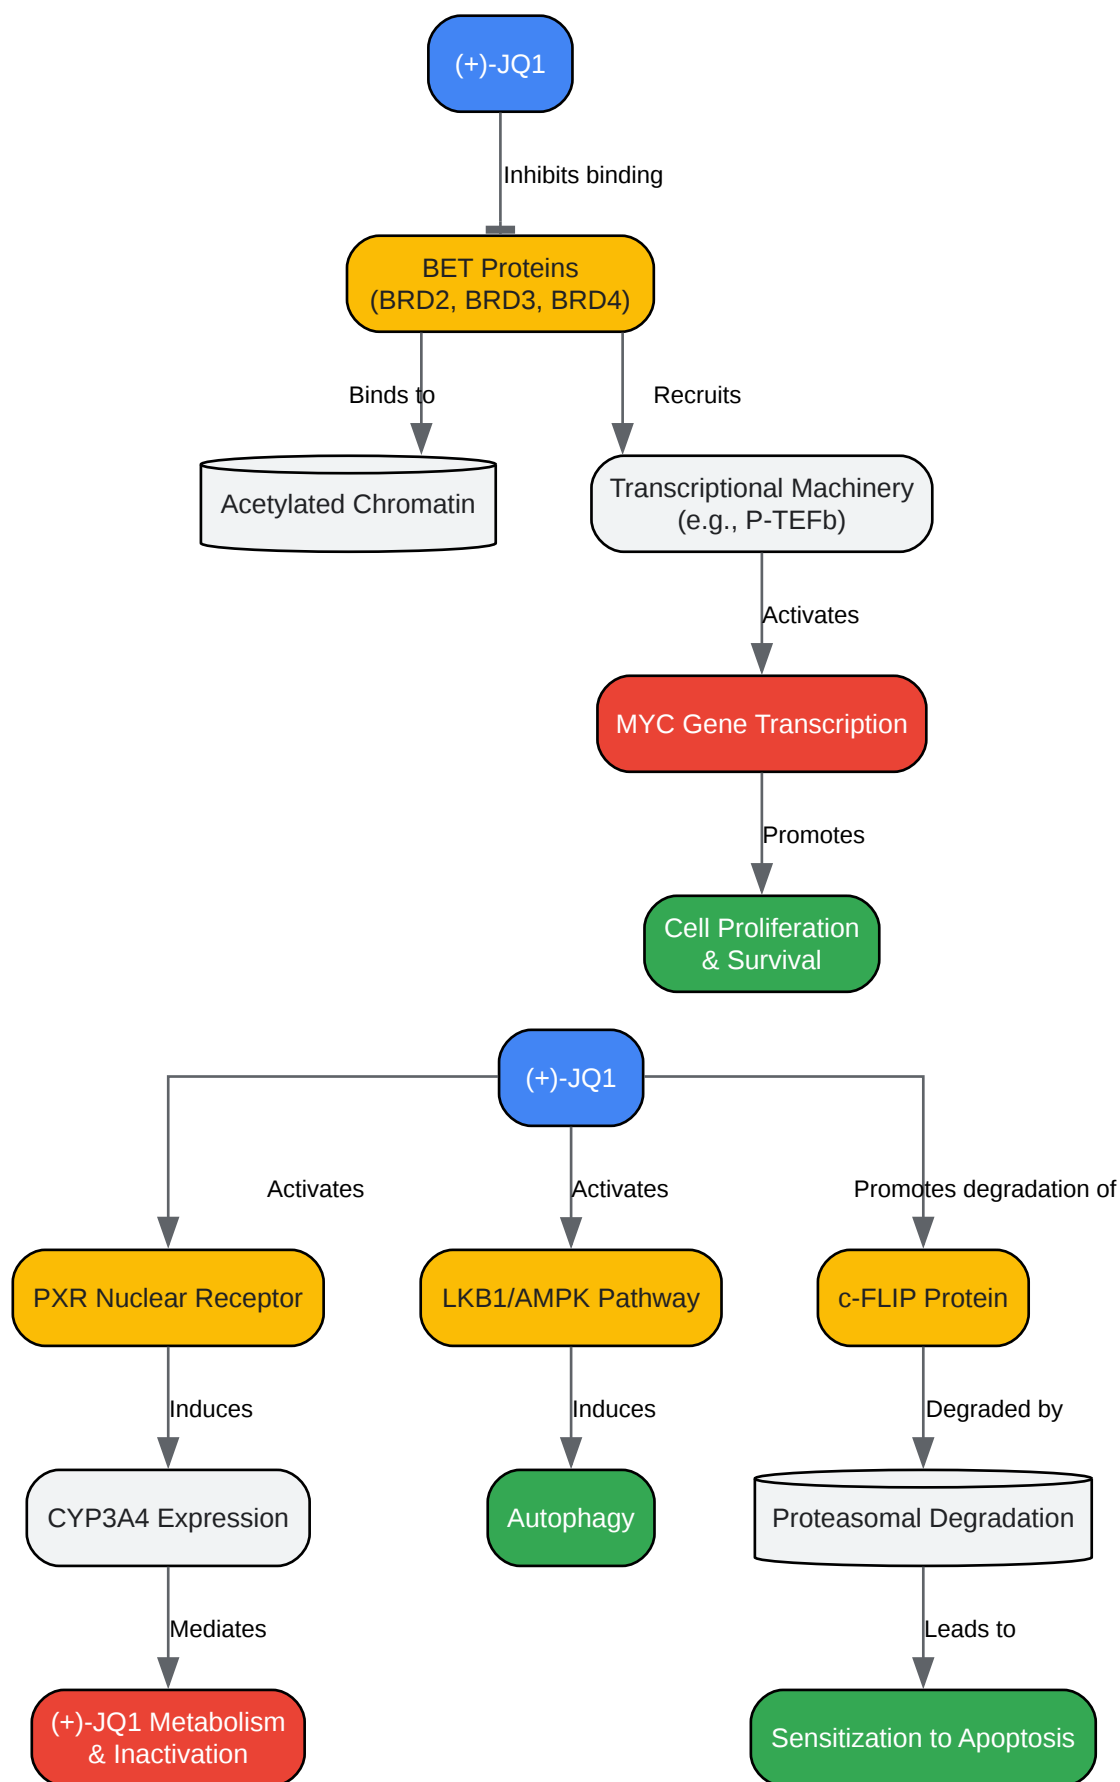 (+)-JQ1
Inhibits binding
BET Proteins
(BRD2, BRD3, BRD4)
Binds to
Recruits
Acetylated Chromatin
Transcriptional Machinery
(e.g., P-TEFb)
Activates
MYC Gene Transcription
Promotes
Cell Proliferation
& Survival
(+)-JQ1
Activates
Activates
Promotes degradation of
PXR Nuclear Receptor
LKB1/AMPK Pathway
c-FLIP Protein
Induces
Induces
Degraded by
CYP3A4 Expression
Autophagy
Proteasomal Degradation
Mediates
Leads to
(+)-JQ1 Metabolism
& Inactivation
Sensitization to Apoptosis